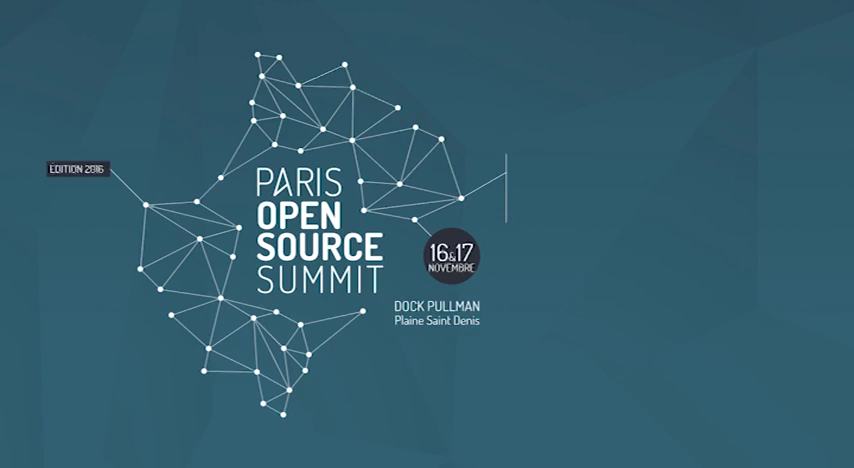 EDITION 2016
PARIS
OPEN
SOURCE
SUMMIT
16&17
NOVEMBRE
DOCK PULLMAN
Plaine Saint Denis